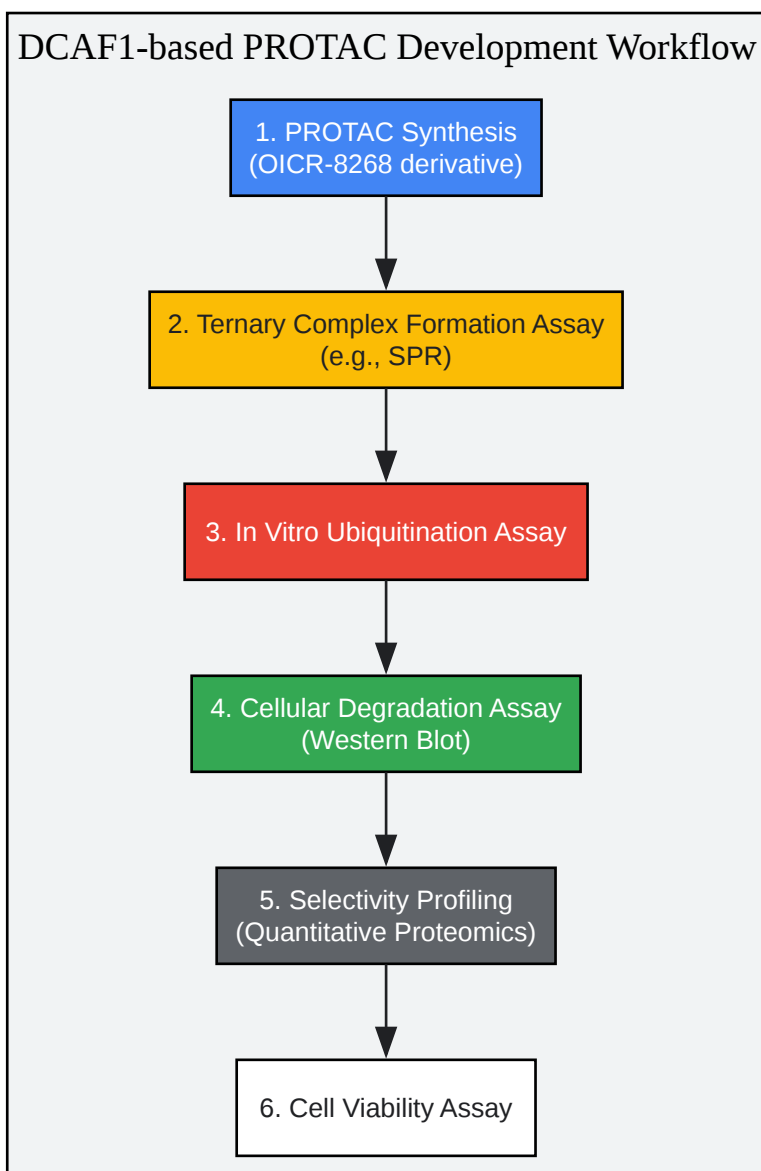 DCAF1-based PROTAC Development Workflow
1. PROTAC Synthesis
(OICR-8268 derivative)
2. Ternary Complex Formation Assay
(e.g., SPR)
3. In Vitro Ubiquitination Assay
4. Cellular Degradation Assay
(Western Blot)
5. Selectivity Profiling
(Quantitative Proteomics)
6. Cell Viability Assay